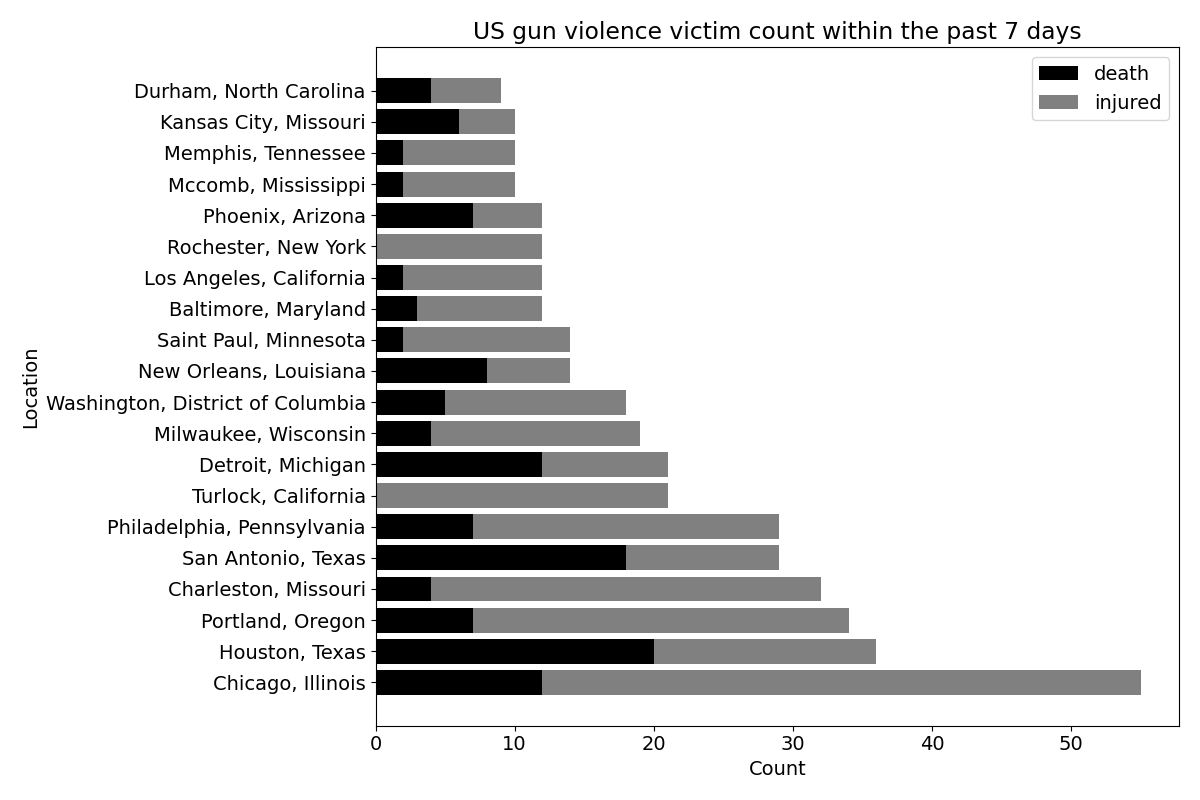 US gun violence victim count within the past 7 days
death
injured
Location
Durham, North Carolina
Kansas City, Missouri
Memphis, Tennessee
Mccomb, Mississippi
Phoenix, Arizona
Rochester, New York
Los Angeles, California
Baltimore, Maryland
Saint Paul, Minnesota
New Orleans, Louisiana
Washington, District of Columbia
Milwaukee, Wisconsin
Detroit, Michigan
Turlock, California
Philadelphia, Pennsylvania
San Antonio, Texas
Charleston, Missouri
Portland, Oregon
Houston, Texas
Chicago, Illinois
0 10 20 30 40 50
Count